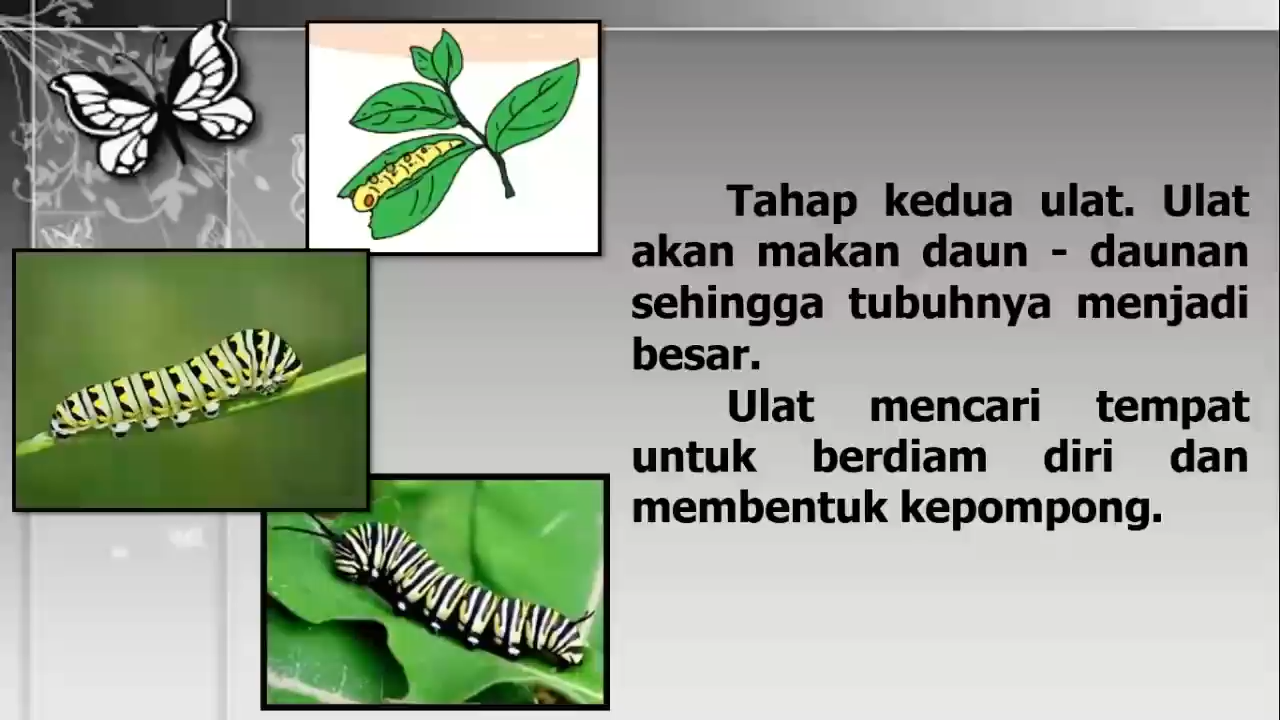 Tahap kedua ulat. Ulat
akan makan daun - daunan
sehingga tubuhnya menjadi
besar.
Ulat mencari tempat
untuk berdiam diri dan
membentuk kepompong.